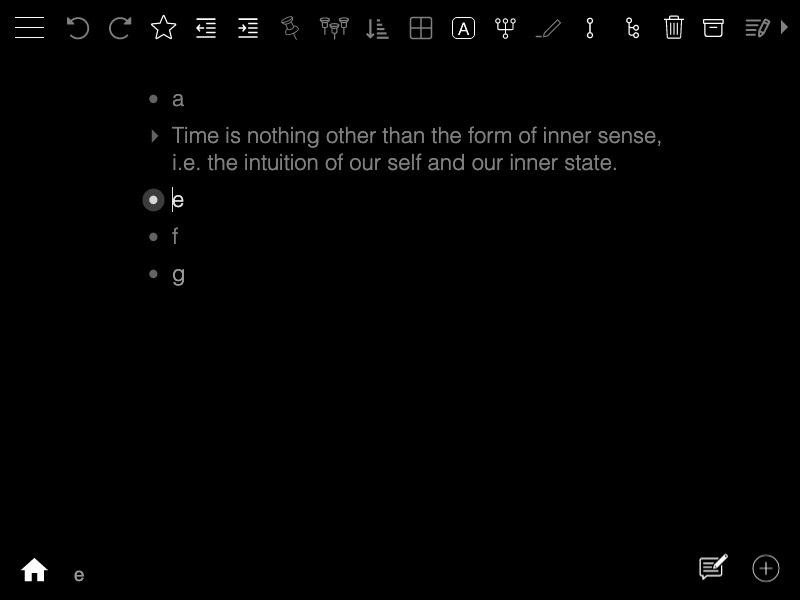 A
a
Time is nothing other than the form of inner sense,
i.e. the intuition of our self and our inner state.
e
f
g
e